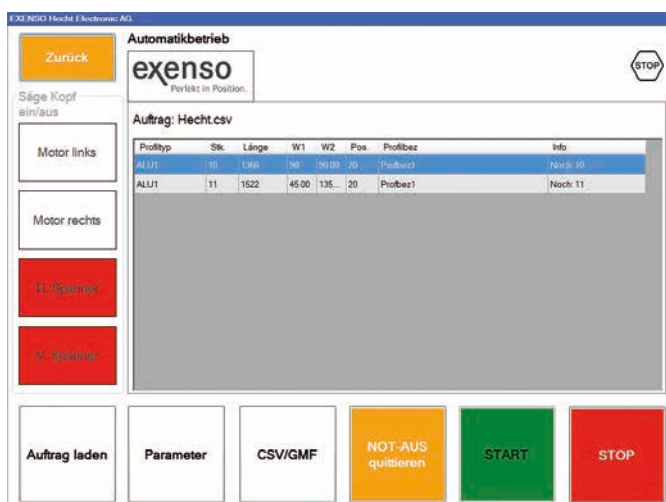 EXENSO Hecht Electronic AG
Zurück
Automatikbetrieb
exenso
Perfekt in Position.
STOP
Säge Kopf
ein/aus
Auftrag: Hecht.csv
Profiltyp Stk. Länge W1 W2 Pos. Profilbez Info
ALU1 10 1366 90 90.00 20 Profbez1 Noch: 10
ALU1 11 1522 45.00 135... 20 Profbez1 Noch: 11
Motor links
Motor rechts
H. Spanner
V. Spanner
Auftrag laden
Parameter
CSV/GMF
NOT-AUS
quittieren
START
STOP